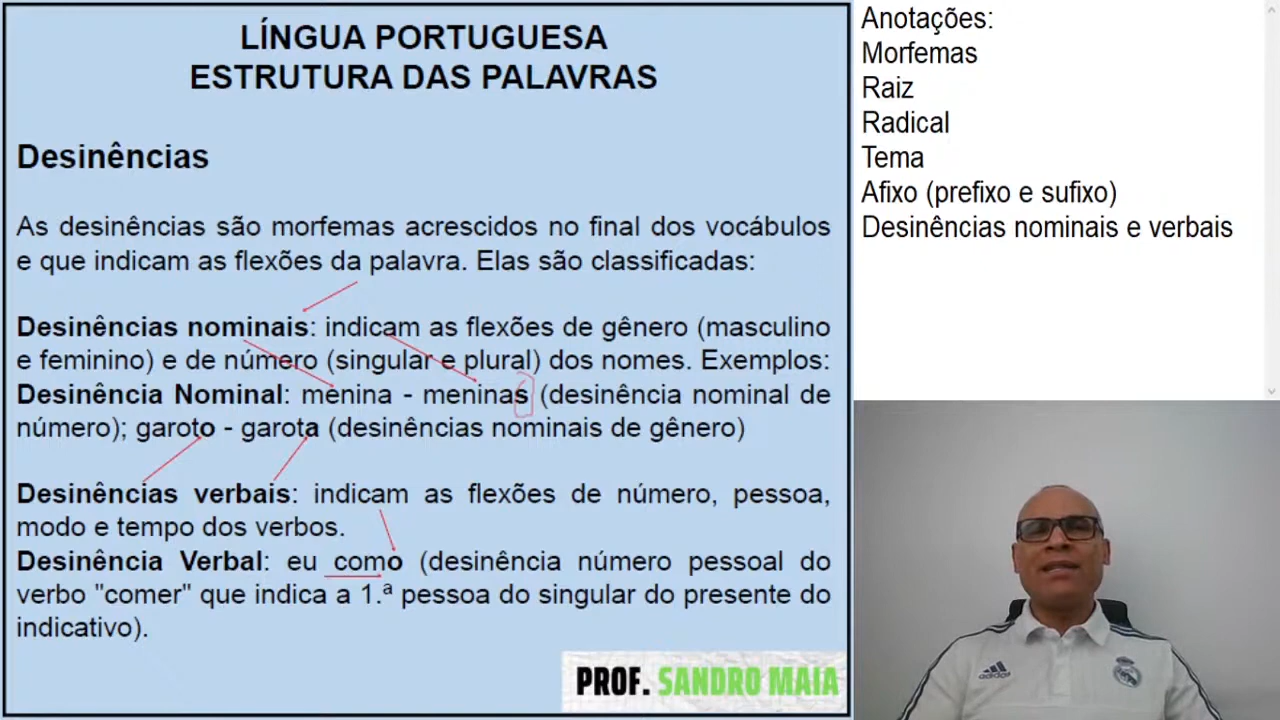 LÍNGUA PORTUGUESA
ESTRUTURA DAS PALAVRAS
Desinências
As desinências são morfemas acrescidos no final dos vocábulos
e que indicam as flexões da palavra. Elas são classificadas:
Desinências nominais: indicam as flexões de gênero (masculino
e feminino) e de número (singular e plural) dos nomes. Exemplos:
Desinência Nominal: menina - meninas (desinência nominal de
número); garoto - garota (desinências nominais de gênero)
Desinências verbais: indicam as flexões de número, pessoa,
modo e tempo dos verbos.
Desinência Verbal: eu como (desinência número pessoal do
verbo "comer" que indica a 1.ª pessoa do singular do presente do
indicativo).
PROF. SANDRO MAIA
Anotações:
Morfemas
Raiz
Radical
Tema
Afixo (prefixo e sufixo)
Desinências nominais e verbais
adidas